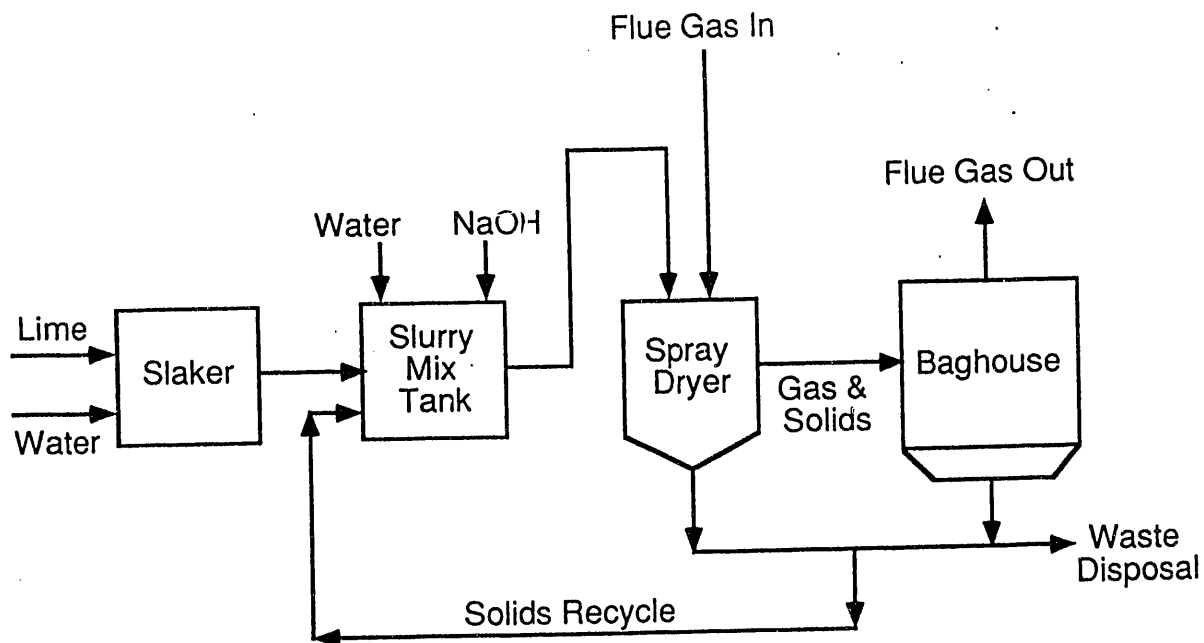 Flue Gas In
Flue Gas Out
Water
NaOH
Lime
Water
Slaker
Slurry
Mix
Tank
Spray
Dryer
Gas &
Solids
Baghouse
Waste
Disposal
Solids Recycle